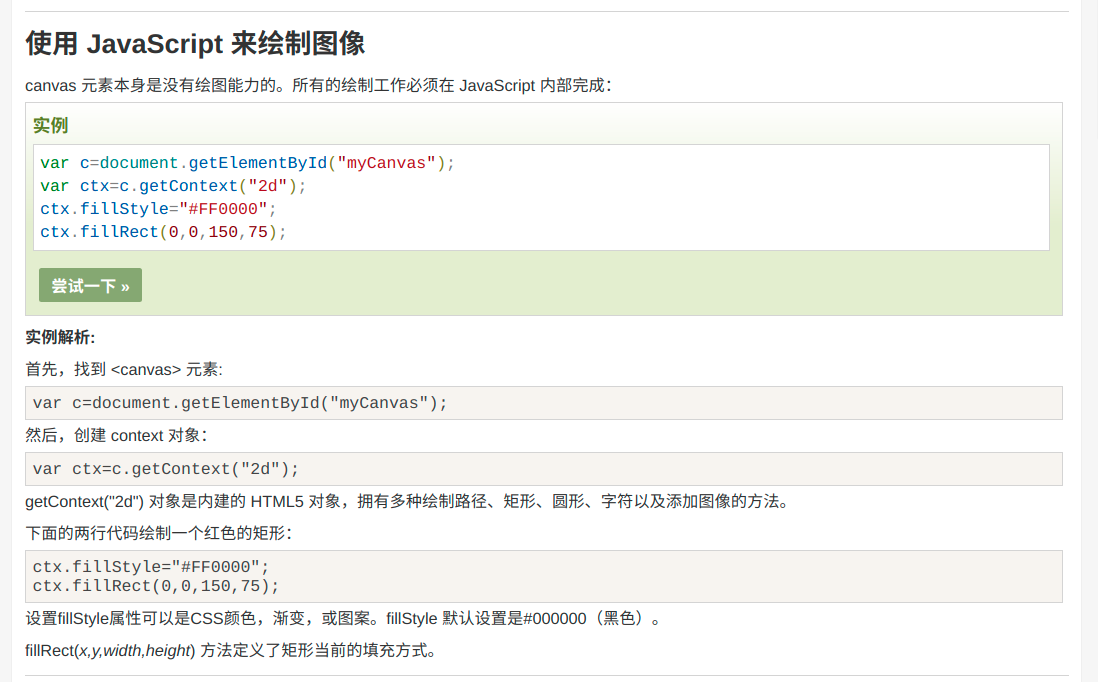 使用 JavaScript 来绘制图像
canvas 元素本身是没有绘图能力的。所有的绘制工作必须在 JavaScript 内部完成：
实例
var c=document.getElementById("myCanvas");
var ctx=c.getContext("2d");
ctx.fillStyle="#FF0000";
ctx.fillRect(0,0,150,75);
尝试一下 »
实例解析:
首先，找到 <canvas> 元素:
var c=document.getElementById("myCanvas");
然后，创建 context 对象：
var ctx=c.getContext("2d");
getContext("2d") 对象是内建的 HTML5 对象，拥有多种绘制路径、矩形、圆形、字符以及添加图像的方法。
下面的两行代码绘制一个红色的矩形：
ctx.fillStyle="#FF0000";
ctx.fillRect(0,0,150,75);
设置fillStyle属性可以是CSS颜色，渐变，或图案。fillStyle 默认设置是#000000（黑色）。
fillRect(x,y,width,height) 方法定义了矩形当前的填充方式。